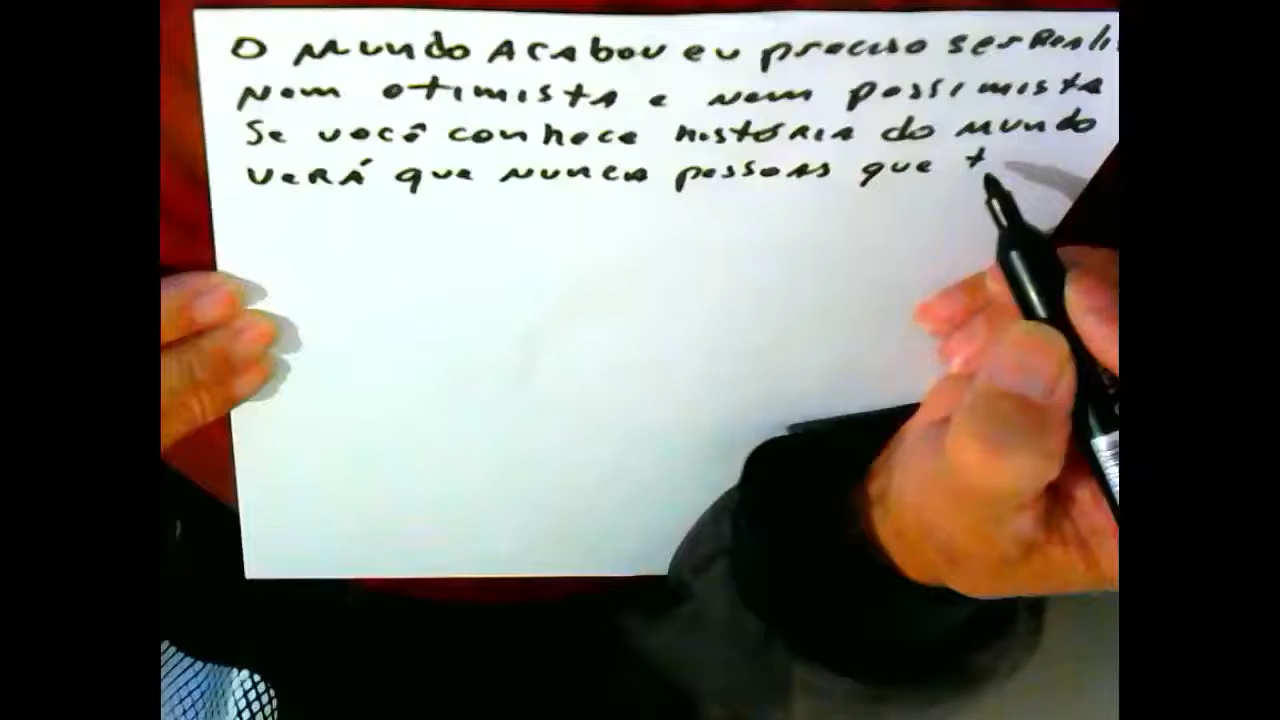 O mundo acabou eu preciso ser Reali
nem otimista e nem possimista
Se você conhece história do mundo
verá que nunca pessoas que t